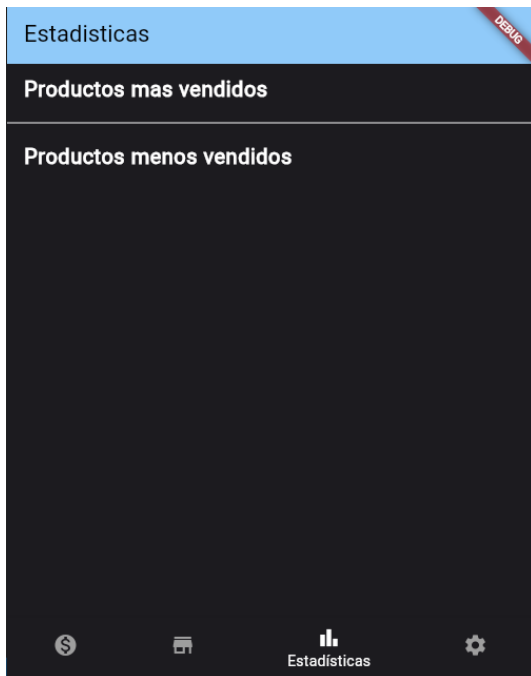 Estadisticas
DEBUG
Productos mas vendidos
Productos menos vendidos
Estadísticas